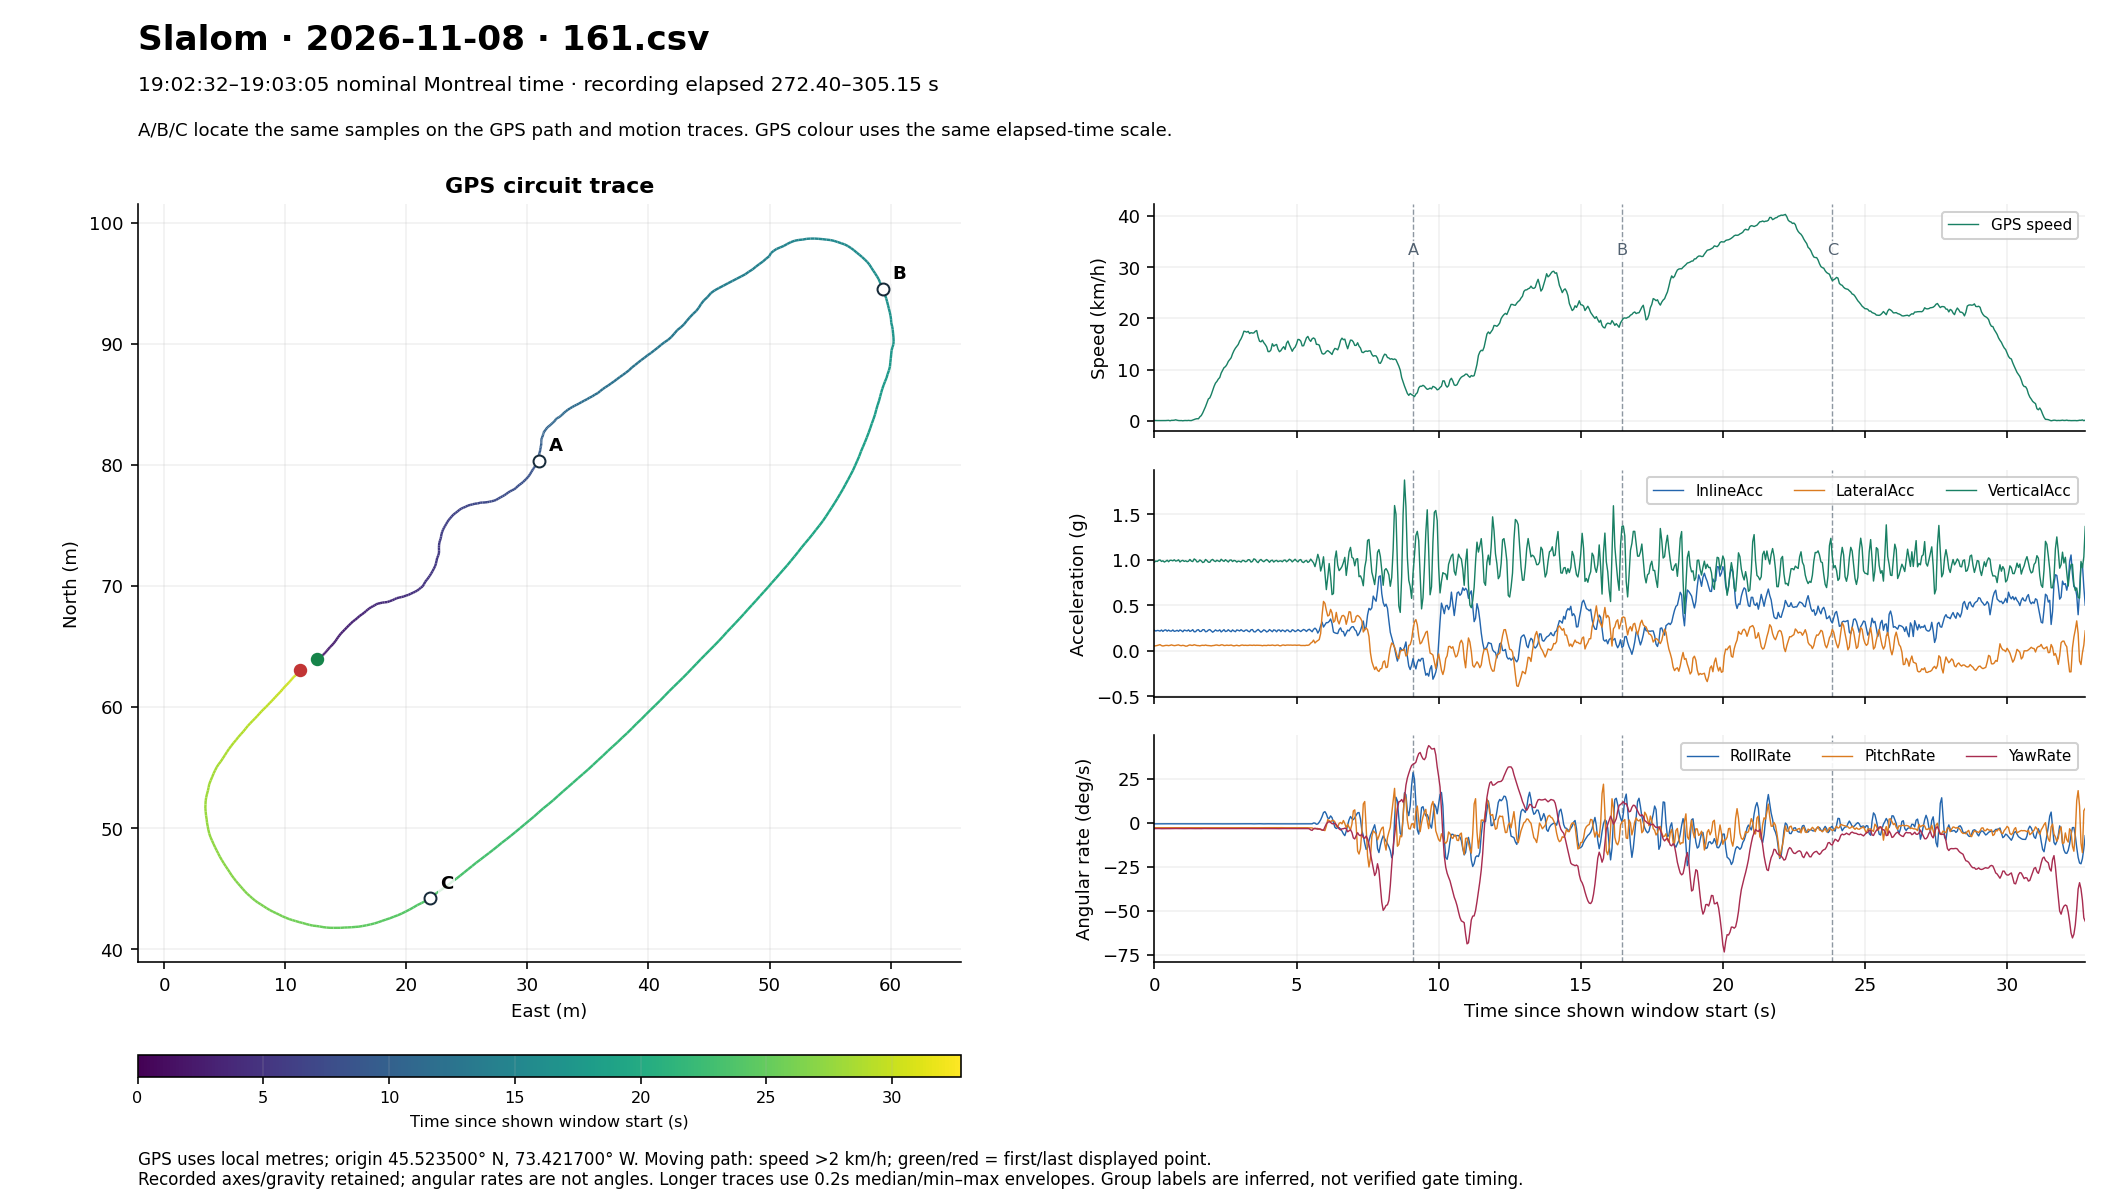 Slalom · 2026-11-08 · 161.csv
19:02:32–19:03:05 nominal Montreal time · recording elapsed 272.40–305.15 s
A/B/C locate the same samples on the GPS path and motion traces. GPS colour uses the same elapsed-time scale.
GPS circuit trace
100
90
80
70
60
50
40
North (m)
0 10 20 30 40 50 60
East (m)
A
B
C
0 5 10 15 20 25 30
Time since shown window start (s)
40
30
20
10
0
Speed (km/h)
GPS speed
A B C
1.5
1.0
0.5
0.0
−0.5
Acceleration (g)
InlineAcc LateralAcc VerticalAcc
25
0
−25
−50
−75
Angular rate (deg/s)
RollRate PitchRate YawRate
0 5 10 15 20 25 30
Time since shown window start (s)
GPS uses local metres; origin 45.523500° N, 73.421700° W. Moving path: speed >2 km/h; green/red = first/last displayed point.
Recorded axes/gravity retained; angular rates are not angles. Longer traces use 0.2s median/min–max envelopes. Group labels are inferred, not verified gate timing.